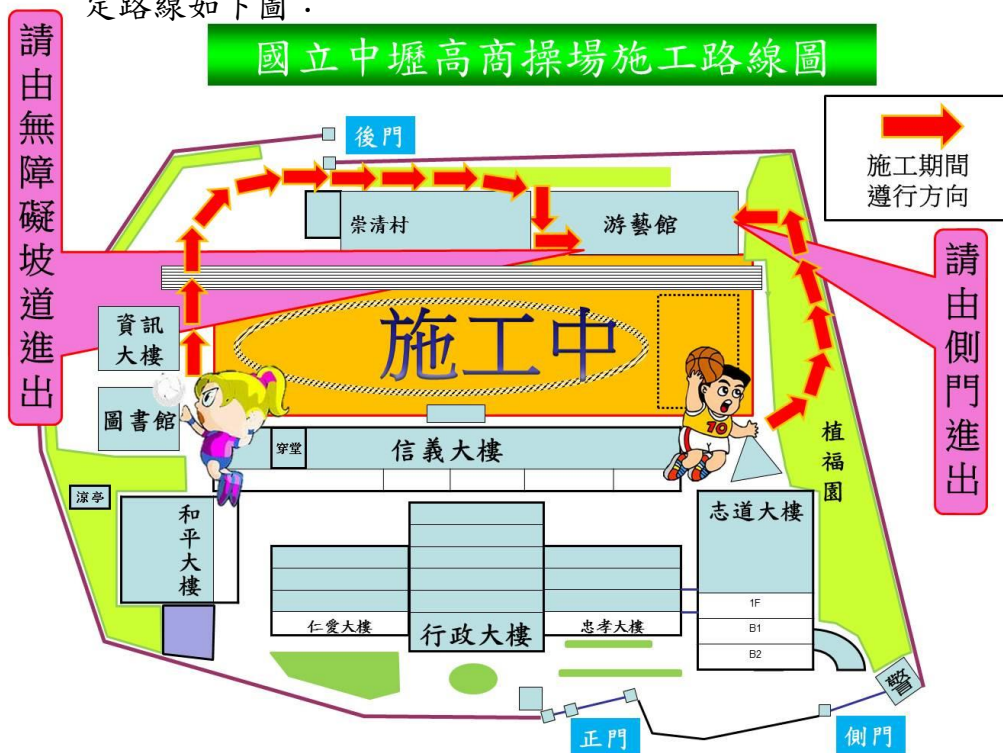 定路線如下圖：
國立中壢高商操場施工路線圖
請由無障礙坡道進出
後門
施工期間
遵行方向
崇清村
游藝館
請由側門進出
資訊
大樓
施工中
圖書館
10
植福園
穿堂
信義大樓
涼亭
和平大樓
志道大樓
1F
B1
B2
仁愛大樓
行政大樓
忠孝大樓
警
正門
側門